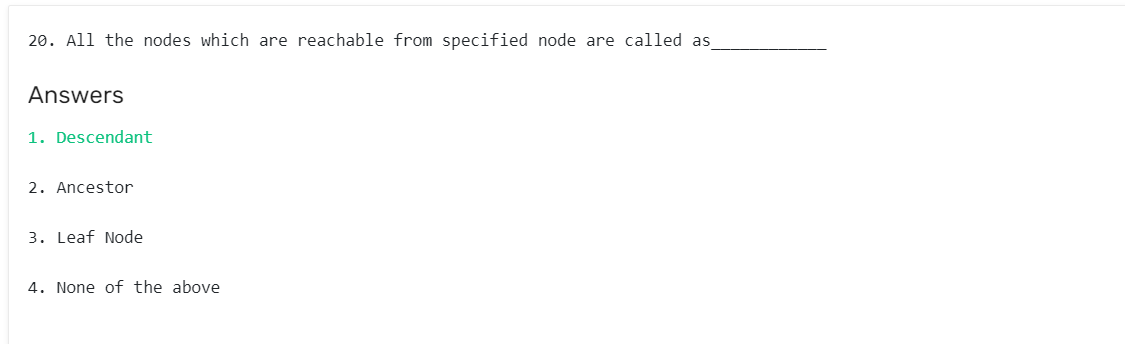 20. All the nodes which are reachable from specified node are called as____________
Answers
1. Descendant
2. Ancestor
3. Leaf Node
4. None of the above